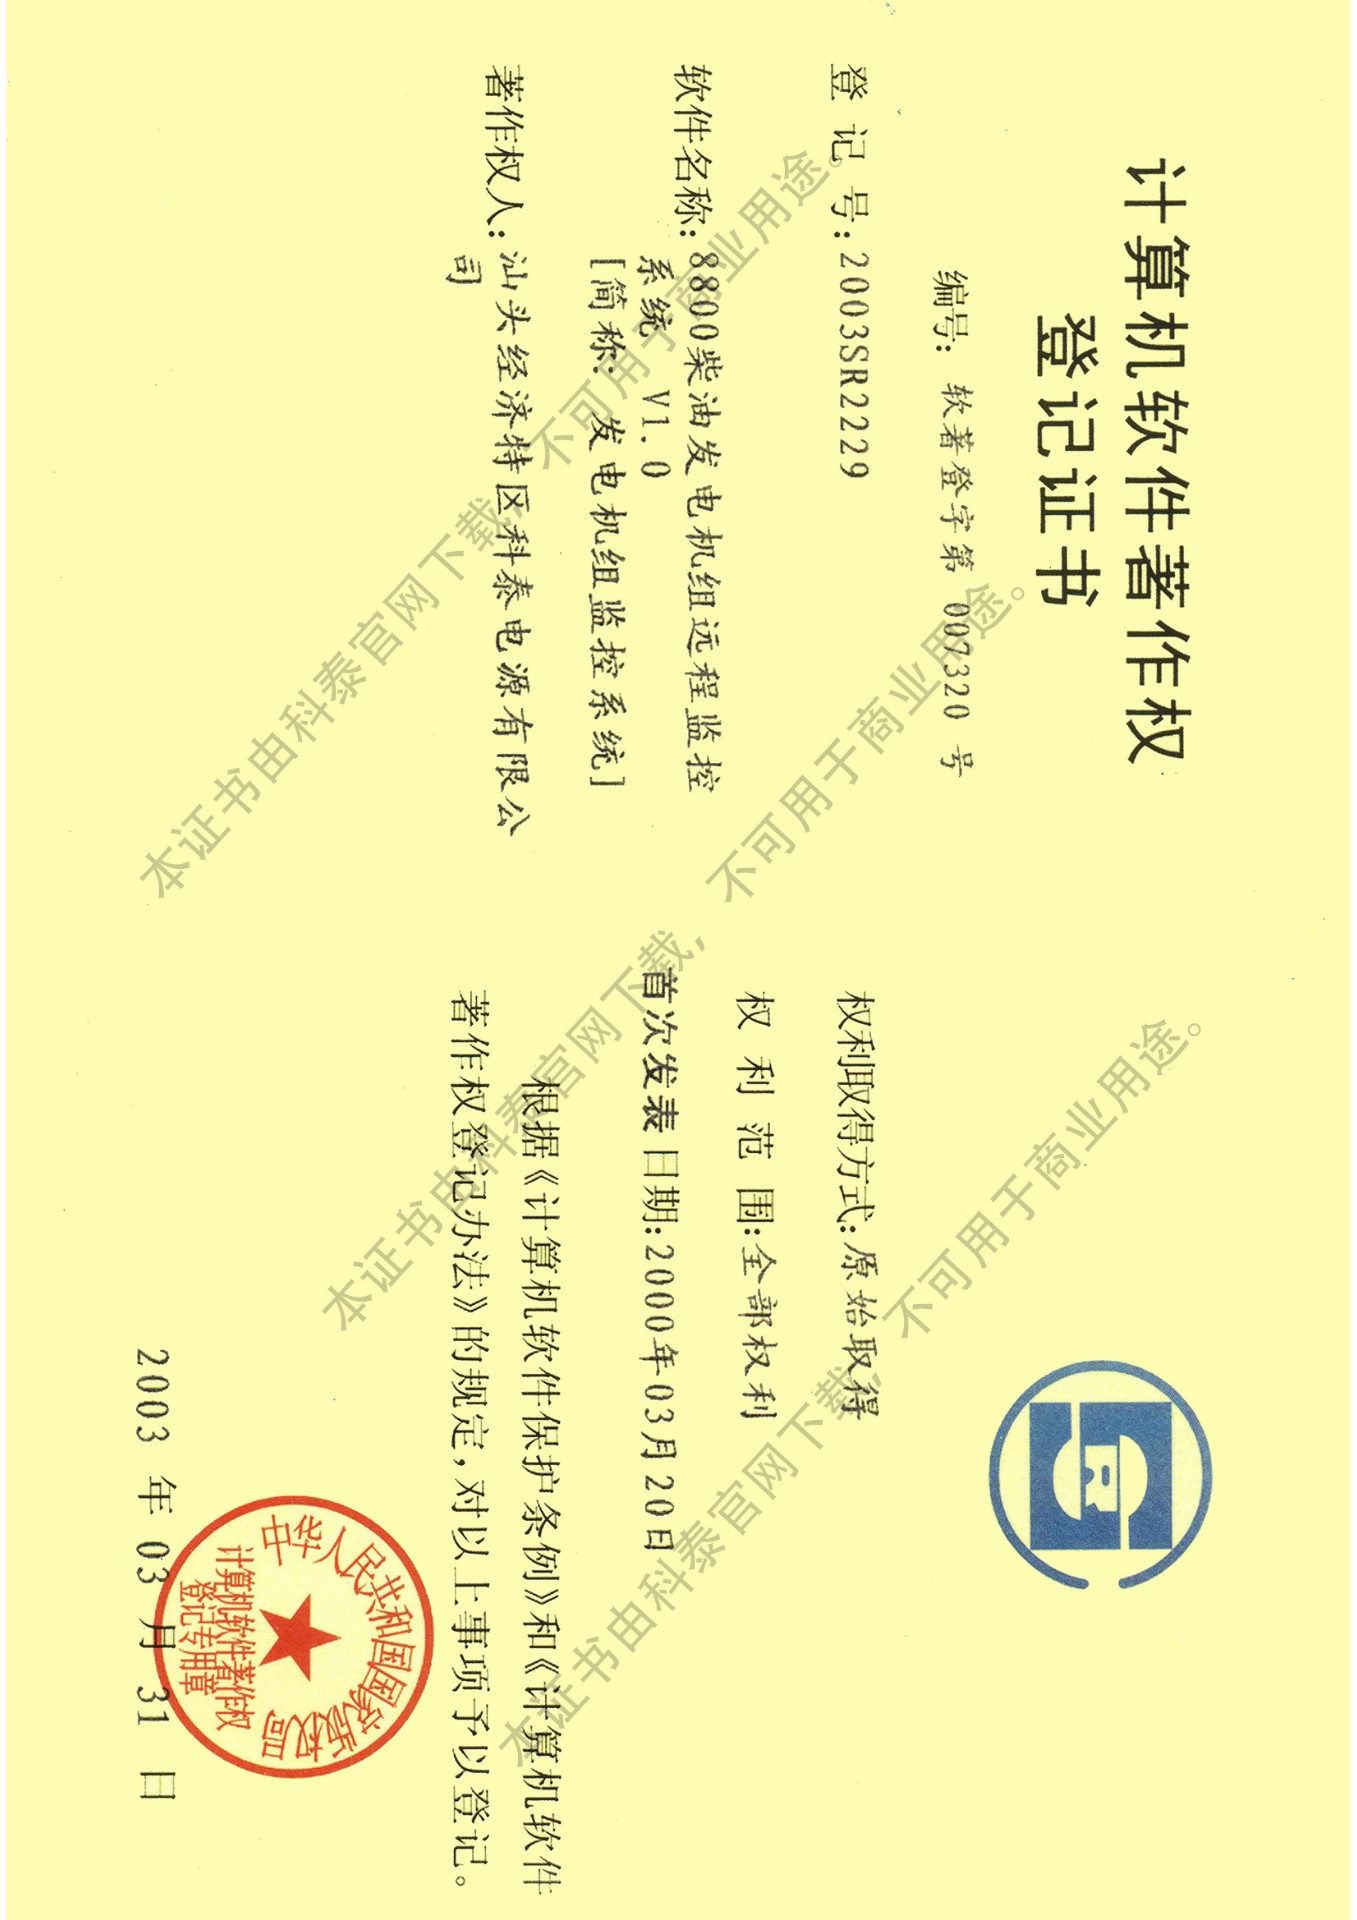 计算机软件著作权
登记证书
编号: 软著登字第 007320 号
登 记 号:2003SR2229
软件名称:8800柴油发电机组远程监控
系统 V1.0
[简称: 发电机组监控系统]
著作权人:汕头经济特区科泰电源有限公
司
权利取得方式:原始取得
权 利 范 围:全部权利
首次发表日期:2000年03月20日
根据《计算机软件保护条例》和《计算机软件
著作权登记办法》的规定,对以上事项予以登记。
中华人民共和国国家版权局
计算机软件著作权
登记专用章
2003 年 03 月 31 日
R
本证书由科泰官网下载,不可用于商业用途。
本证书由科泰官网下载,不可用于商业用途。
本证书由科泰官网下载,不可用于商业用途。